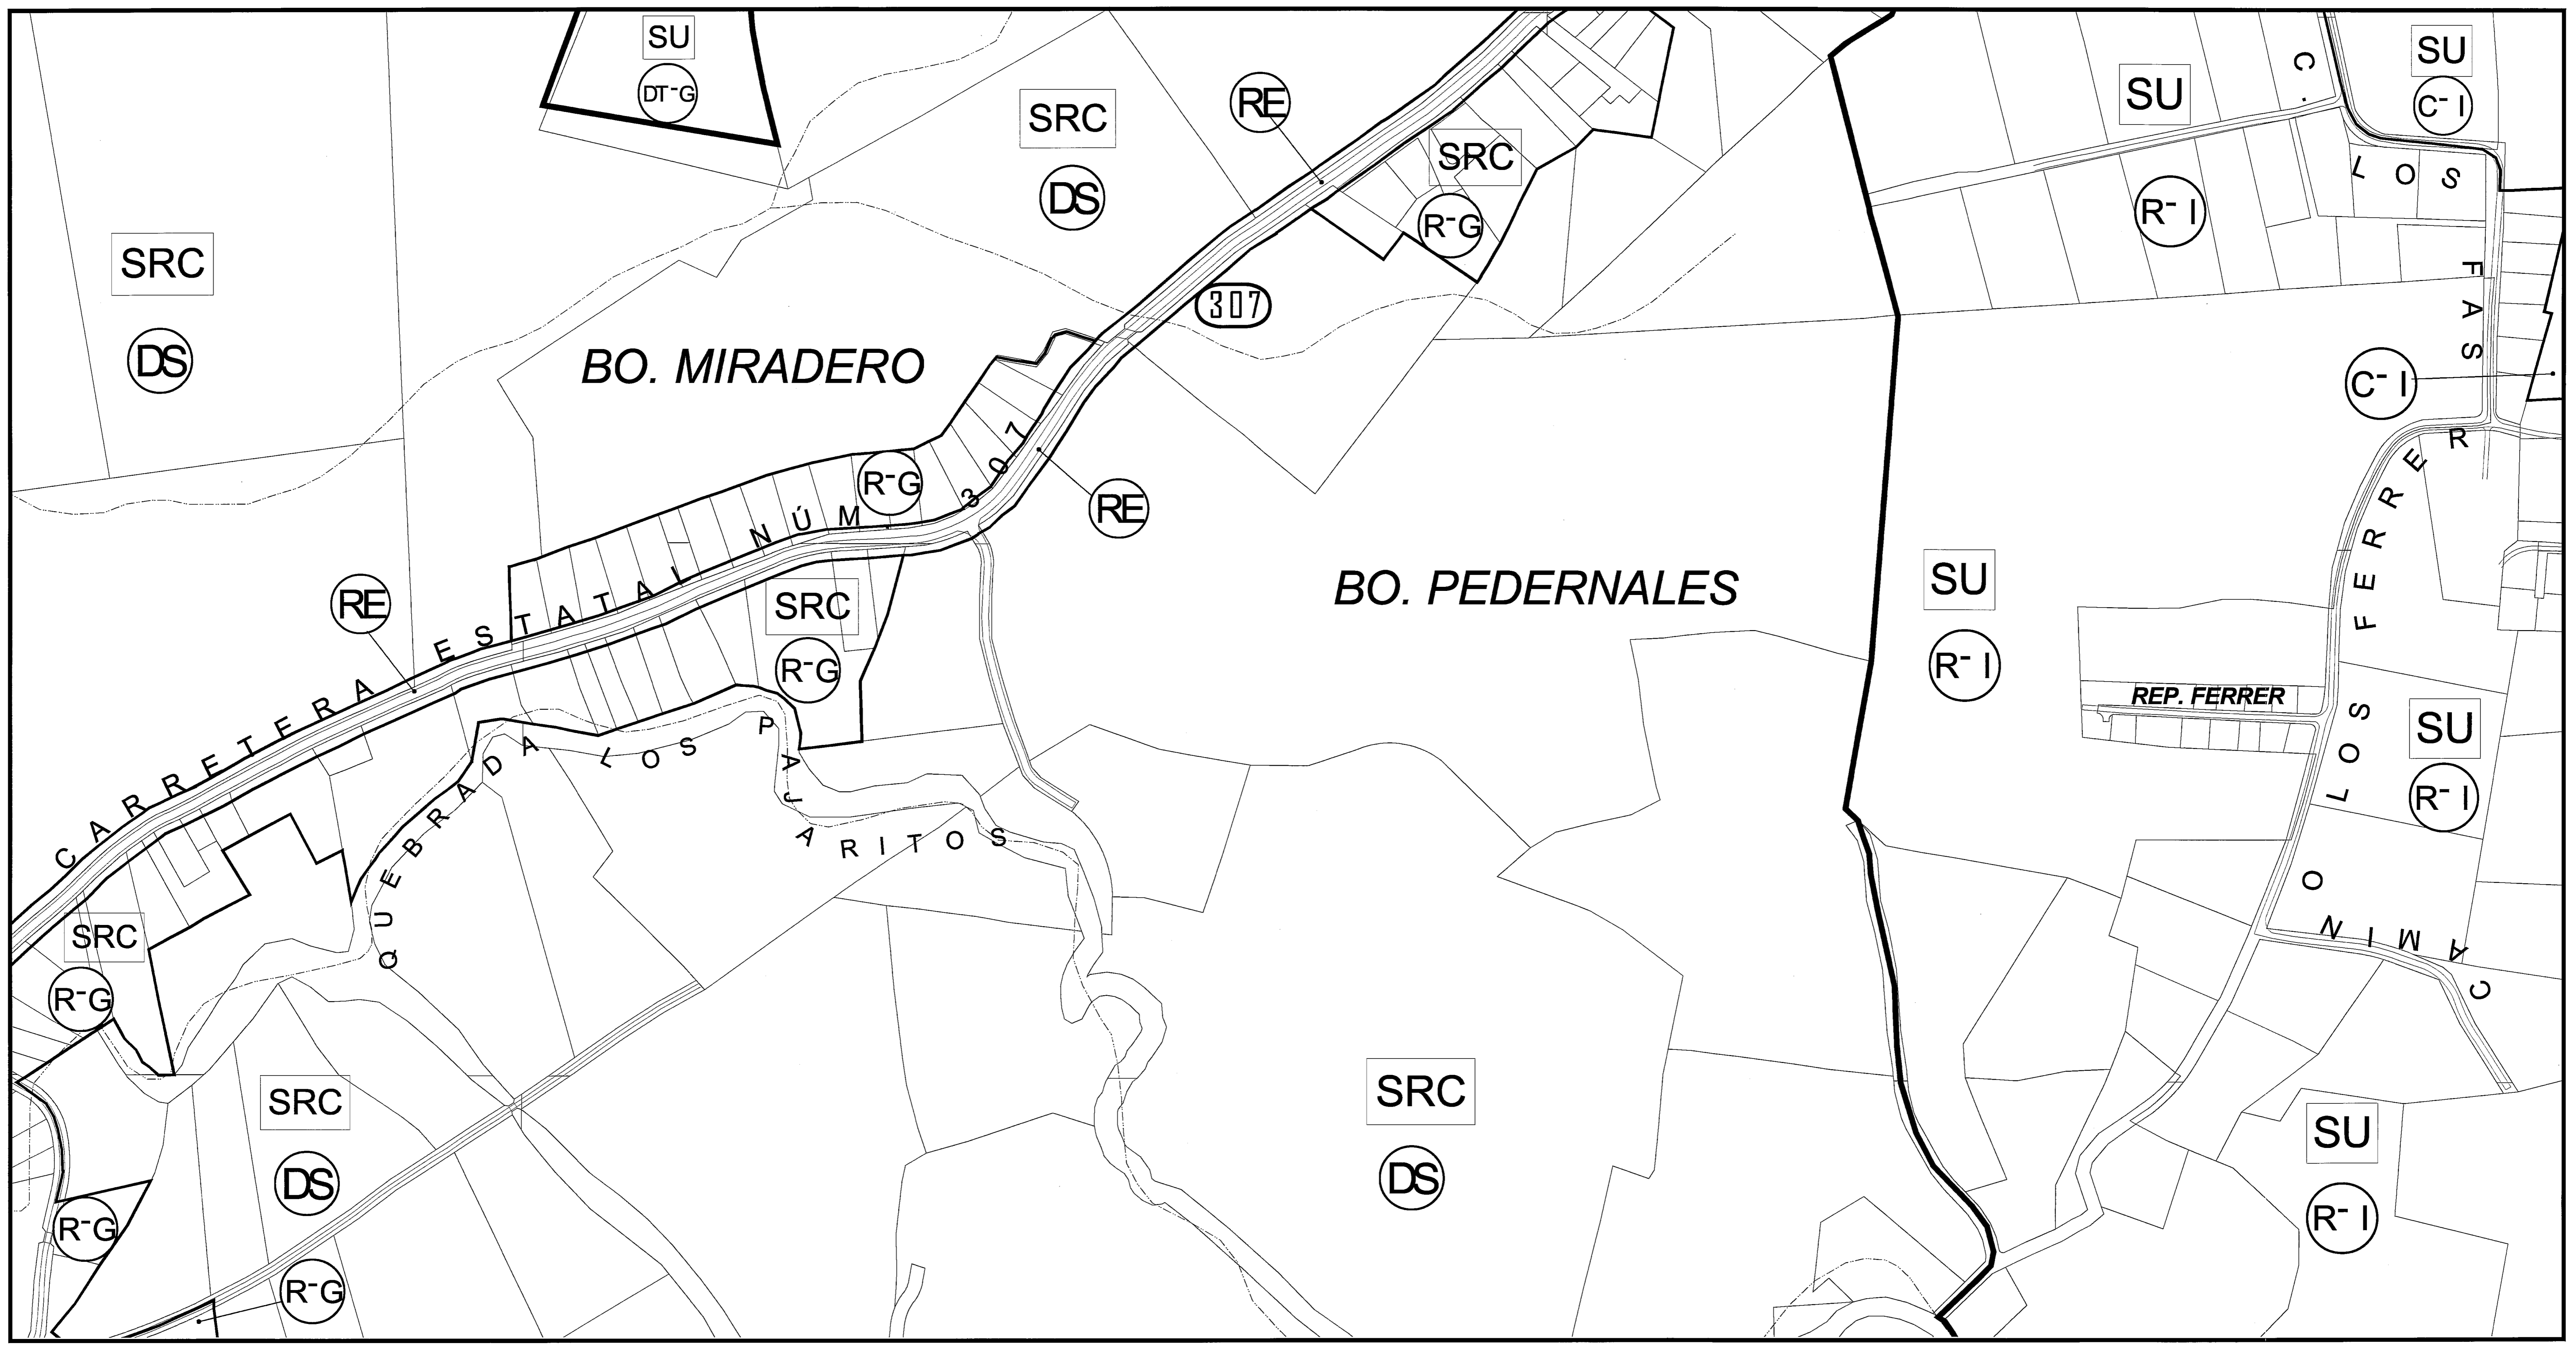 SU
DT-G
SRC
DS
RE
SRC
R-G
SU
R-I
C.
LOS
FAS
SU
C-I
SRC
DS
307
BO. MIRADERO
C-I
R-G
RE
BO. PEDERNALES
RE
CARRETERA ESTATAL NÚM. 307
SRC
R-G
SU
R-I
CAMINO LOS FERRER
REP. FERRER
SU
R-I
QUEBRADA LOS PAJARITOS
SRC
R-G
SRC
DS
SRC
DS
SU
R-I
R-G
R-G